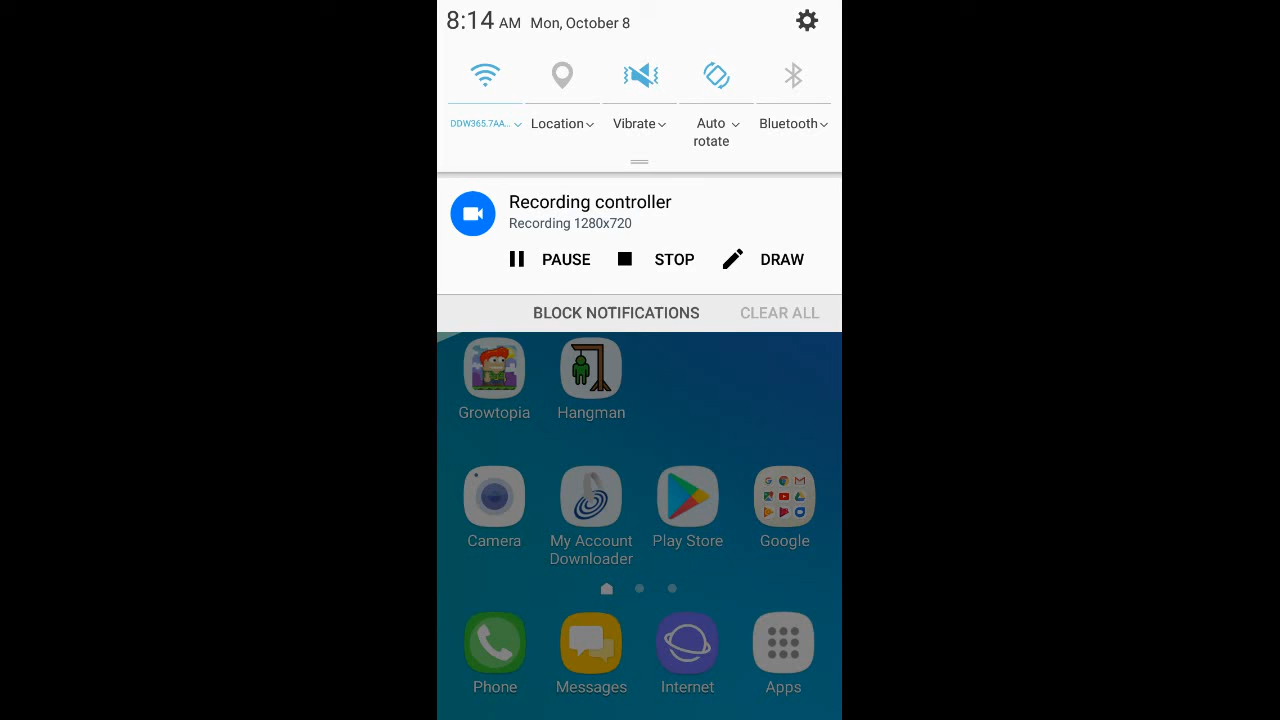 8:14 AM Mon, October 8
DDW365.7AA... Location Vibrate Auto rotate Bluetooth
Recording controller
Recording 1280x720
PAUSE STOP DRAW
BLOCK NOTIFICATIONS CLEAR ALL
Growtopia Hangman
Camera My Account Downloader Play Store Google
Phone Messages Internet Apps